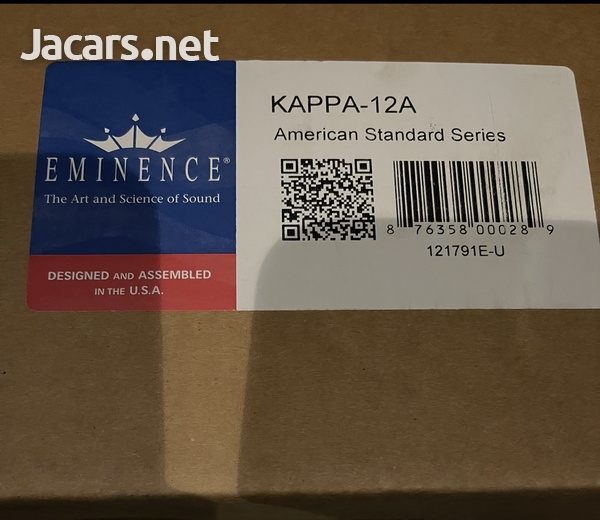 Jacars.net
KAPPA-12A
American Standard Series
EMINENCE®
The Art and Science of Sound
8 76358 00028 9
121791E-U
DESIGNED AND ASSEMBLED
IN THE U.S.A.